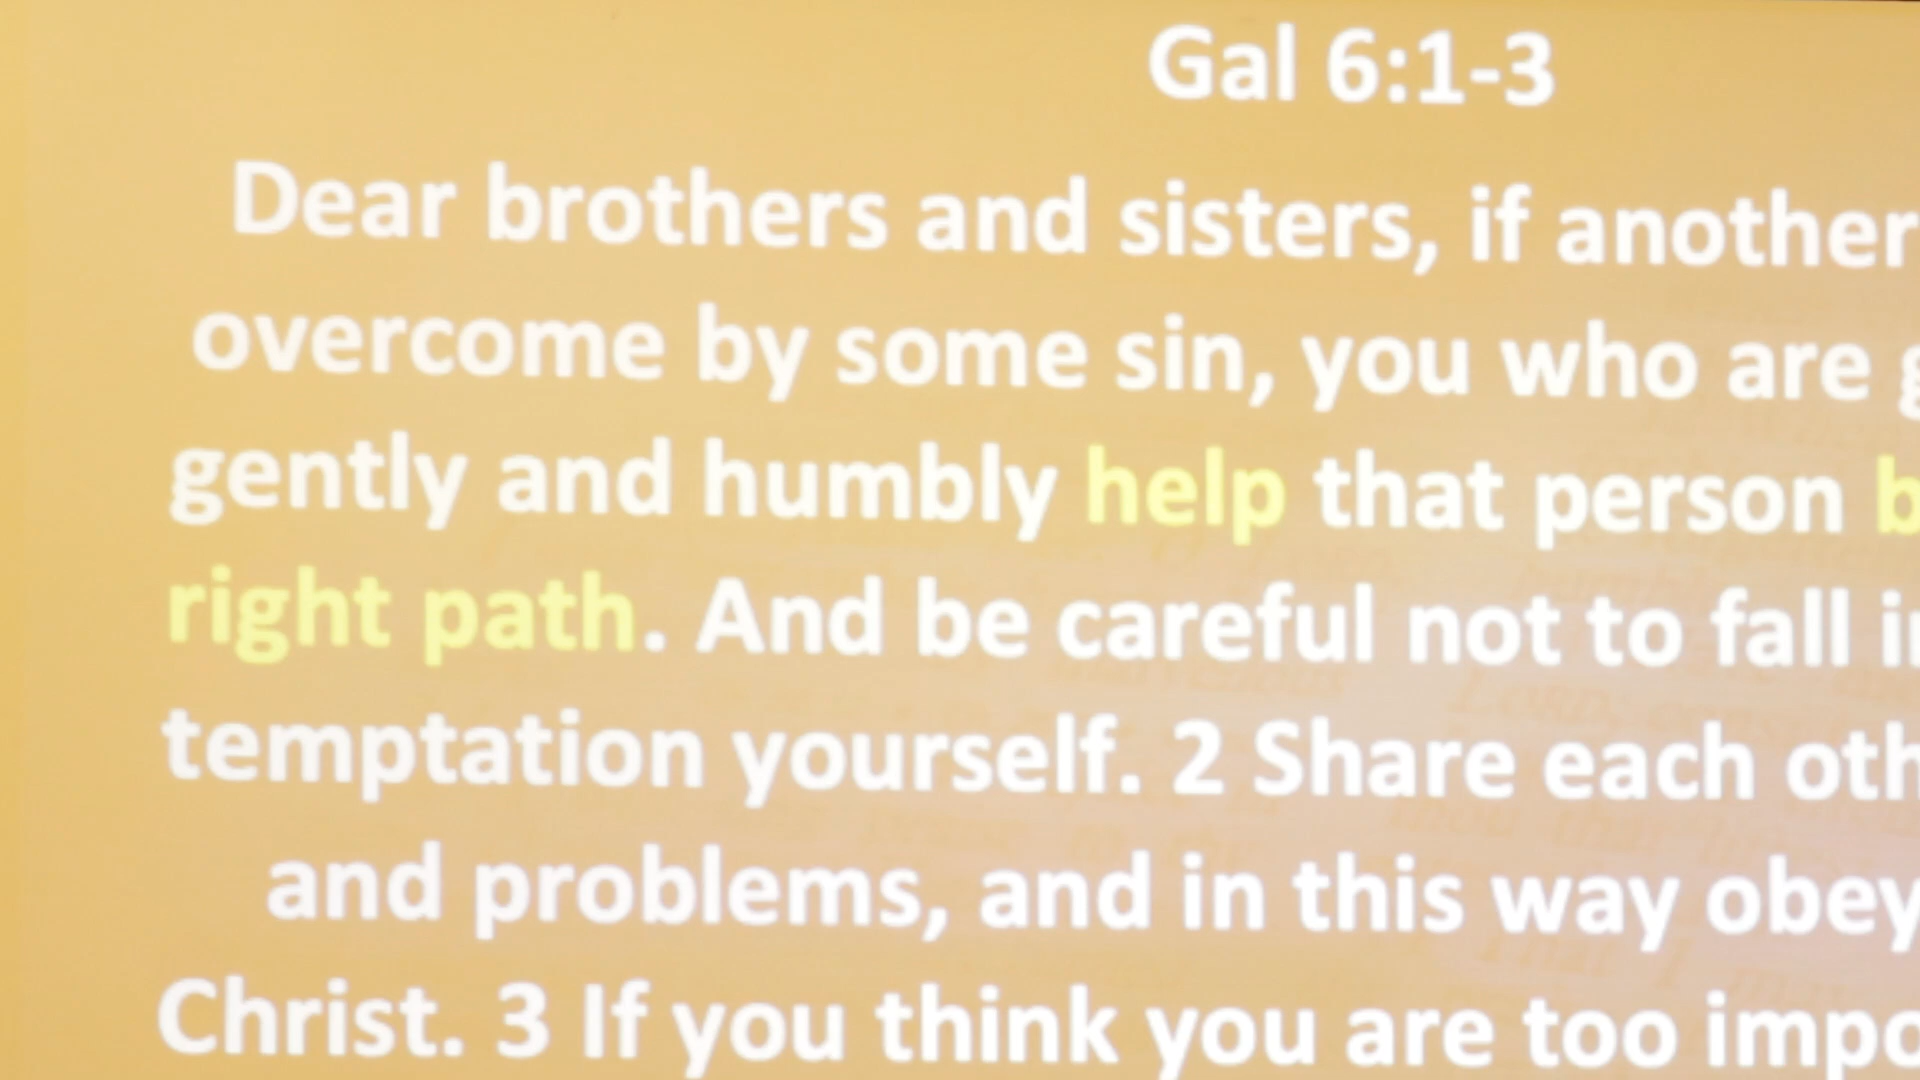 Gal 6:1-3
Dear brothers and sisters, if another
overcome by some sin, you who are
gently and humbly help that person
right path. And be careful not to fall
temptation yourself. 2 Share each
and problems, and in this way obey
Christ. 3 If you think you are too